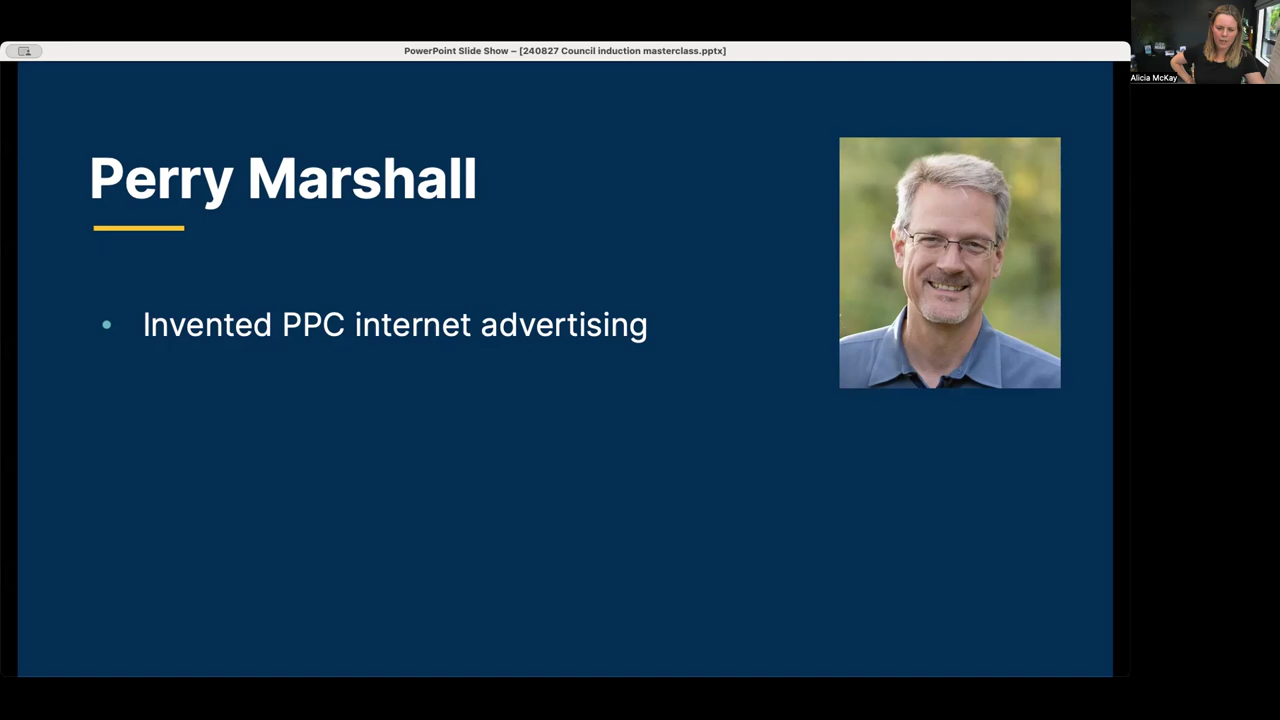 PowerPoint Slide Show – [240827 Council induction masterclass.pptx]
Alicia McKay
Perry Marshall
• Invented PPC internet advertising